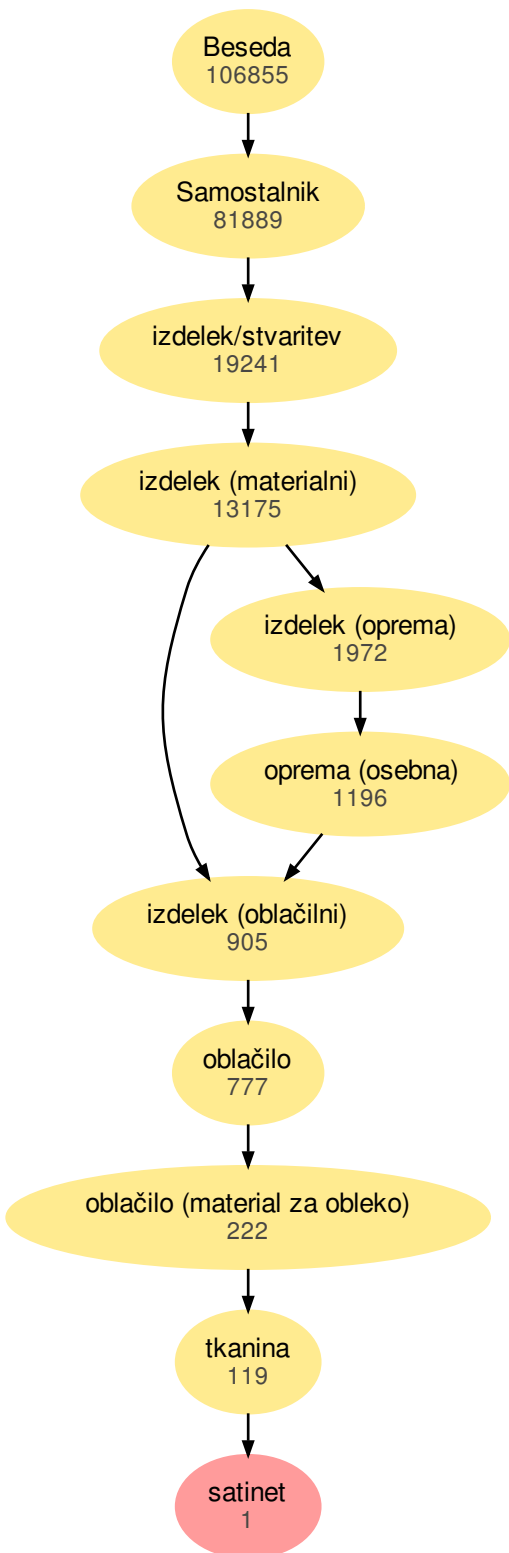 Beseda
106855
Samostalnik
81889
izdelek/stvaritev
19241
izdelek (materialni)
13175
izdelek (oprema)
1972
oprema (osebna)
1196
izdelek (oblačilni)
905
oblačilo
777
oblačilo (material za obleko)
222
tkanina
119
satinet
1